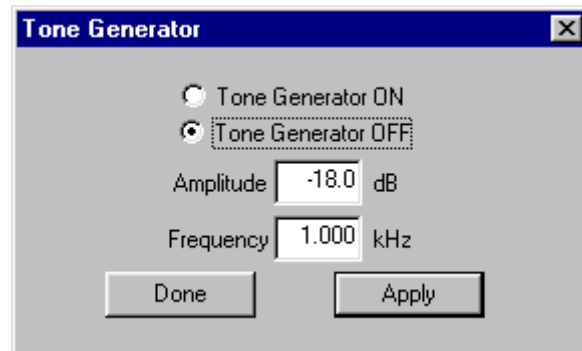 Tone Generator
Tone Generator ON
Tone Generator OFF
Amplitude -18.0 dB
Frequency 1.000 kHz
Done Apply